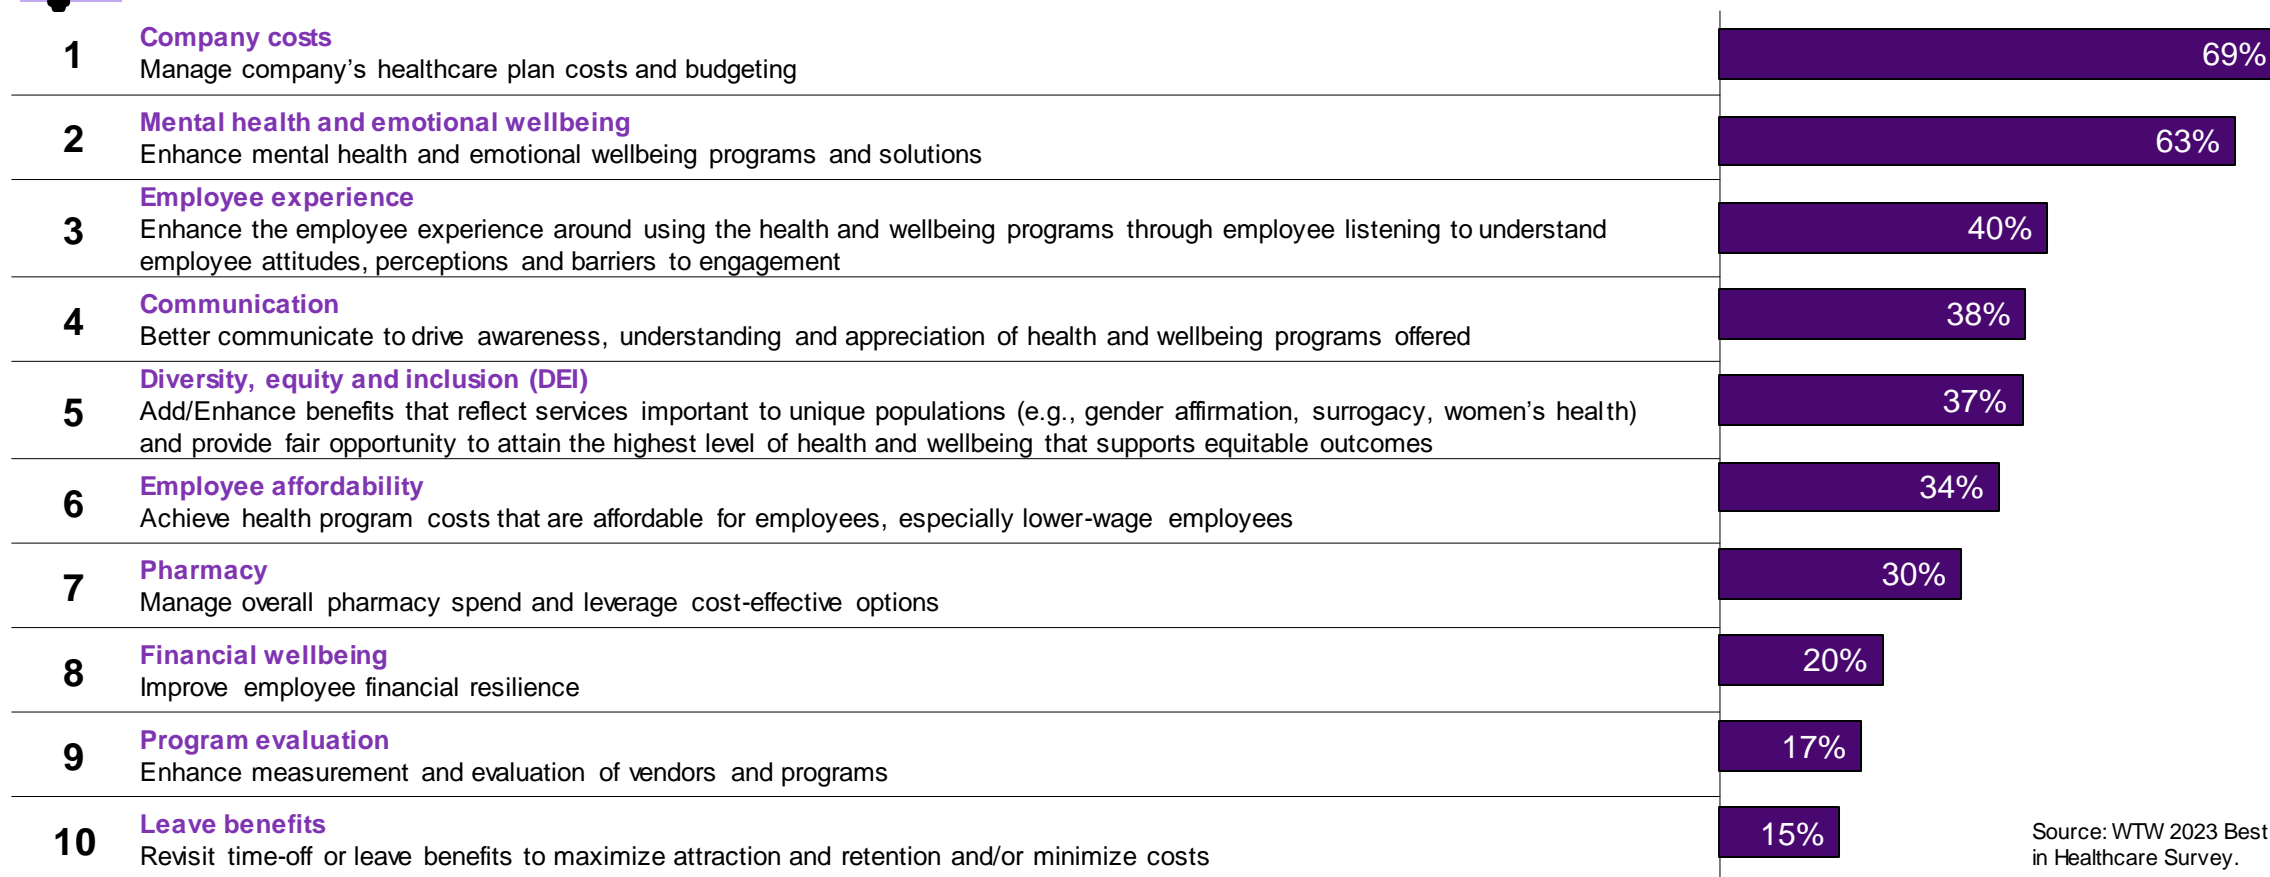 1
Company costs
Manage company's healthcare plan costs and budgeting
69%
2
Mental health and emotional wellbeing
Enhance mental health and emotional wellbeing programs and solutions
63%
3
Employee experience
Enhance the employee experience around using the health and wellbeing programs through employee listening to understand
employee attitudes, perceptions and barriers to engagement
40%
4
Communication
Better communicate to drive awareness, understanding and appreciation of health and wellbeing programs offered
38%
5
Diversity, equity and inclusion (DEI)
Add/Enhance benefits that reflect services important to unique populations (e.g., gender affirmation, surrogacy, women's health)
and provide fair opportunity to attain the highest level of health and wellbeing that supports equitable outcomes
37%
6
Employee affordability
Achieve health program costs that are affordable for employees, especially lower-wage employees
34%
7
Pharmacy
Manage overall pharmacy spend and leverage cost-effective options
30%
8
Financial wellbeing
Improve employee financial resilience
20%
9
Program evaluation
Enhance measurement and evaluation of vendors and programs
17%
10
Leave benefits
Revisit time-off or leave benefits to maximize attraction and retention and/or minimize costs
15%
Source: WTW 2023 Best
in Healthcare Survey.